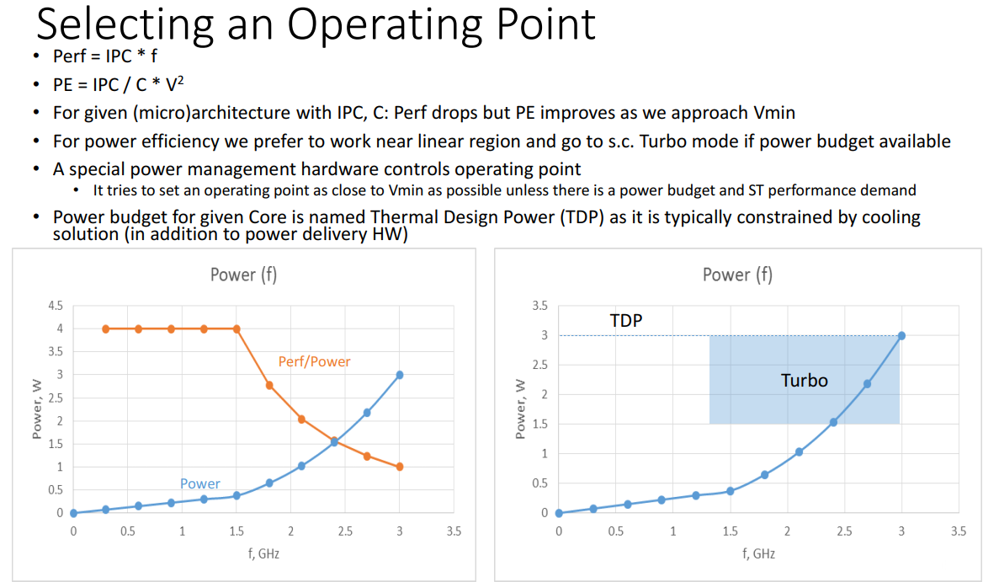 Selecting an Operating Point
• Perf = IPC * f
• PE = IPC / C * V²
• For given (micro)architecture with IPC, C: Perf drops but PE improves as we approach Vmin
• For power efficiency we prefer to work near linear region and go to s.c. Turbo mode if power budget available
• A special power management hardware controls operating point
• It tries to set an operating point as close to Vmin as possible unless there is a power budget and ST performance demand
• Power budget for given Core is named Thermal Design Power (TDP) as it is typically constrained by cooling
solution (in addition to power delivery HW)
Power (f)
4.5
4
3.5
3
2.5
2
1.5
1
0.5
0
Power, W
Perf/Power
Power
0 0.5 1 1.5 2 2.5 3 3.5
f, GHz
Power (f)
3.5
3
2.5
2
1.5
1
0.5
0
Power, W
TDP
Turbo
0 0.5 1 1.5 2 2.5 3 3.5
f, GHz